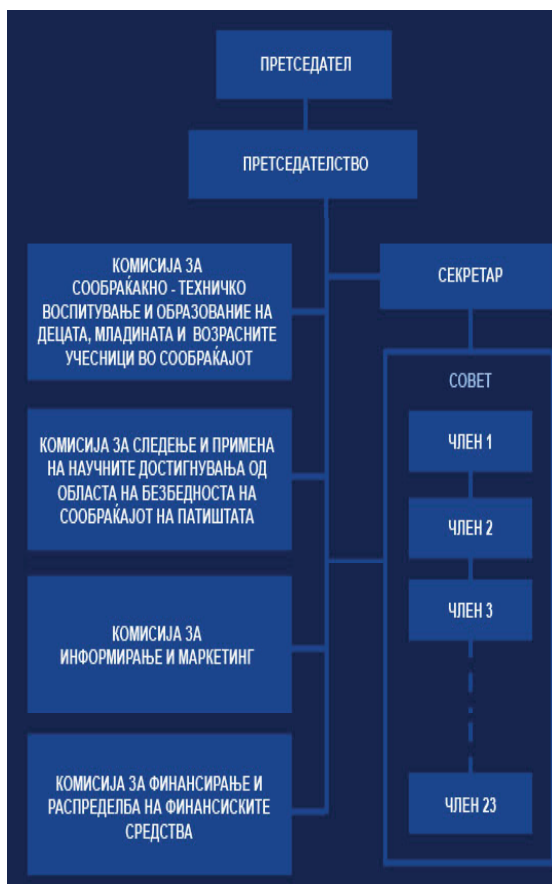 ПРЕТСЕДАТЕЛ
ПРЕТСЕДАТЕЛСТВО
КОМИСИЈА ЗА
СООБРАЌАКНО - ТЕХНИЧКО
ВОСПИТУВАЊЕ И ОБРАЗОВАНИЕ НА
ДЕЦАТА, МЛАДИНАТА И ВОЗРАСНИТЕ
УЧЕСНИЦИ ВО СООБРАЌАЈОТ
КОМИСИЈА ЗА СЛЕДЕЊЕ И ПРИМЕНА
НА НАУЧНИТЕ ДОСТИГНУВАЊА ОД
ОБЛАСТА НА БЕЗБЕДНОСТА НА
СООБРАЌАЈОТ НА ПАТИШТАТА
КОМИСИЈА ЗА
ИНФОРМИРАЊЕ И МАРКЕТИНГ
КОМИСИЈА ЗА ФИНАНСИРАЊЕ И
РАСПРЕДЕЛБА НА ФИНАНСИСКИТЕ
СРЕДСТВА
СЕКРЕТАР
СОВЕТ
ЧЛЕН 1
ЧЛЕН 2
ЧЛЕН 3
ЧЛЕН 23